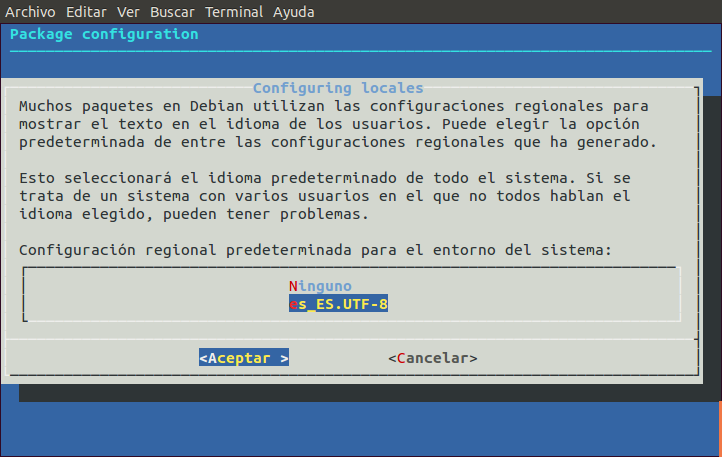 Archivo Editar Ver Buscar Terminal Ayuda
Package configuration
Configuring locales
Muchos paquetes en Debian utilizan las configuraciones regionales para
mostrar el texto en el idioma de los usuarios. Puede elegir la opción
predeterminada de entre las configuraciones regionales que ha generado.
Esto seleccionará el idioma predeterminado de todo el sistema. Si se
trata de un sistema con varios usuarios en el que no todos hablan el
idioma elegido, pueden tener problemas.
Configuración regional predeterminada para el entorno del sistema:
Ninguno
es_ES.UTF-8
<Aceptar > <Cancelar>